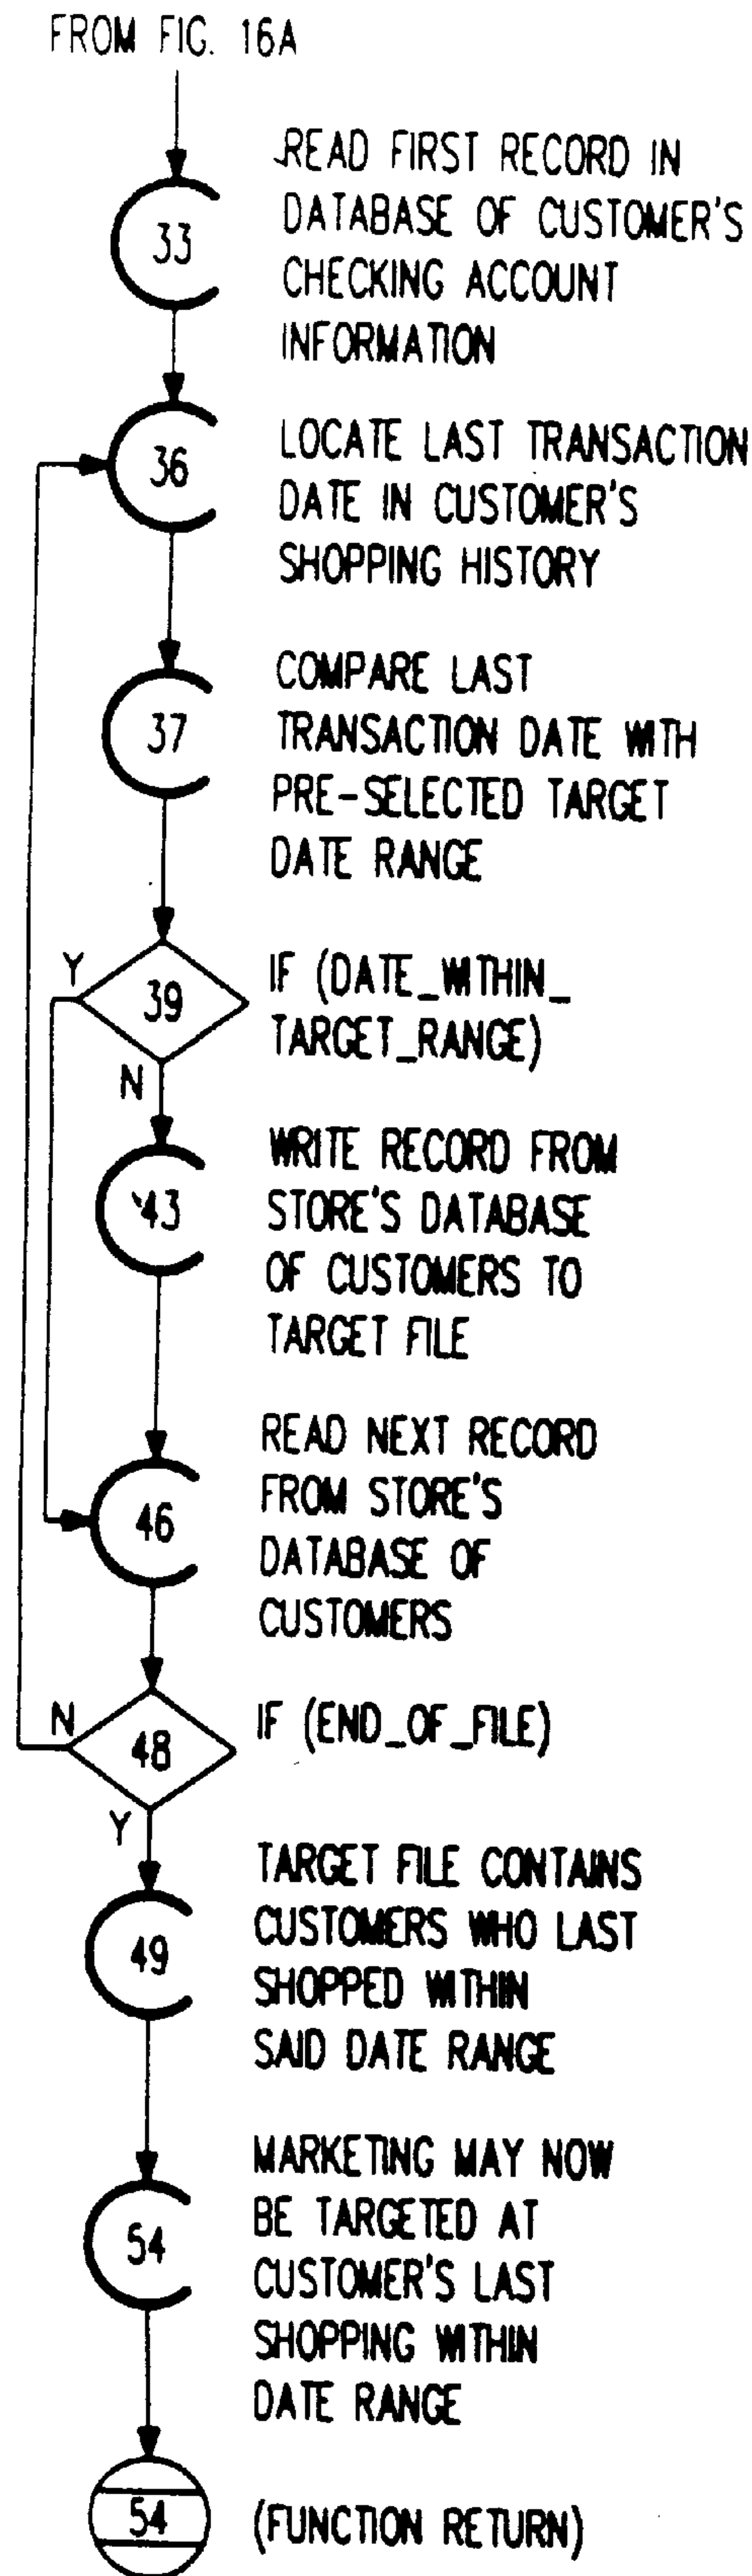 FROM FIG. 16A
33
READ FIRST RECORD IN
DATABASE OF CUSTOMER'S
CHECKING ACCOUNT
INFORMATION
36
LOCATE LAST TRANSACTION
DATE IN CUSTOMER'S
SHOPPING HISTORY
37
COMPARE LAST
TRANSACTION DATE WITH
PRE-SELECTED TARGET
DATE RANGE
Y
39
N
IF (DATE_WITHIN_
TARGET_RANGE)
43
WRITE RECORD FROM
STORE'S DATABASE
OF CUSTOMERS TO
TARGET FILE
46
READ NEXT RECORD
FROM STORE'S
DATABASE OF
CUSTOMERS
N
48
Y
IF (END_OF_FILE)
49
TARGET FILE CONTAINS
CUSTOMERS WHO LAST
SHOPPED WITHIN
SAID DATE RANGE
54
MARKETING MAY NOW
BE TARGETED AT
CUSTOMER'S LAST
SHOPPING WITHIN
DATE RANGE
54
(FUNCTION RETURN)